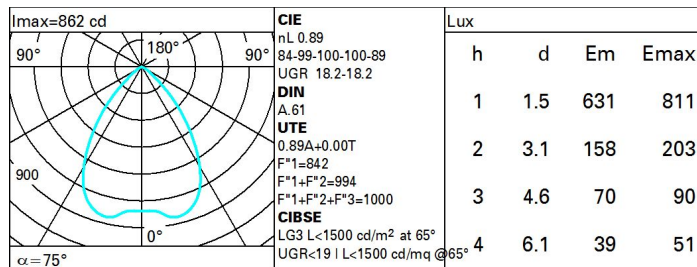 Imax=862 cd
90° 180° 90°
900
0°
α=75°
CIE
nL 0.89
84-99-100-100-89
UGR 18.2-18.2
DIN
A.61
UTE
0.89A+0.00T
F"1=842
F"1+F"2=994
F"1+F"2+F"3=1000
CIBSE
LG3 L<1500 cd/m² at 65°
UGR<19 | L<1500 cd/mq @65°
Lux
h d Em Emax
1 1.5 631 811
2 3.1 158 203
3 4.6 70 90
4 6.1 39 51